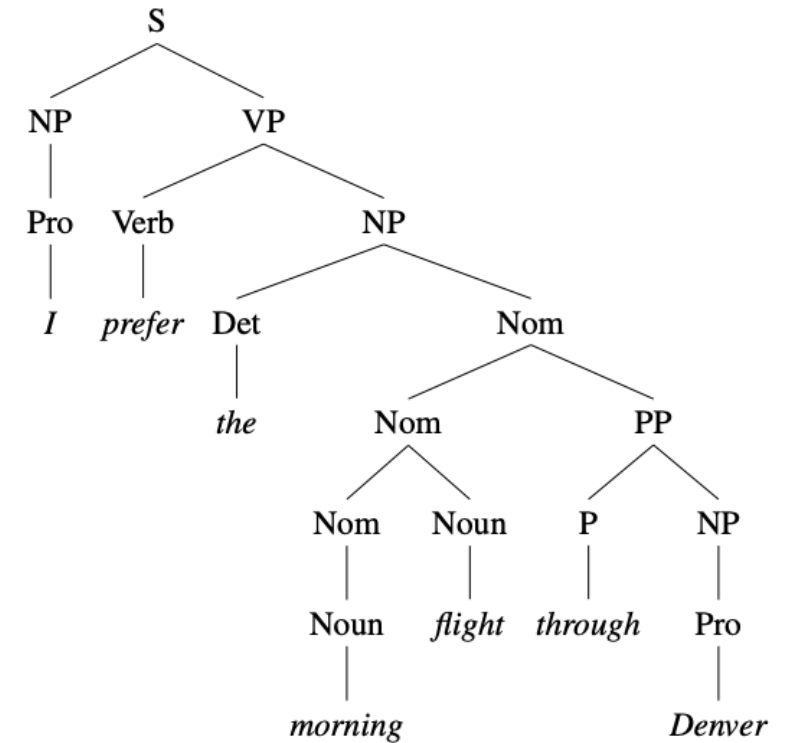 S
NP VP
Pro Verb NP
I prefer Det Nom
the Nom PP
Nom Noun P NP
Noun flight through Pro
morning Denver